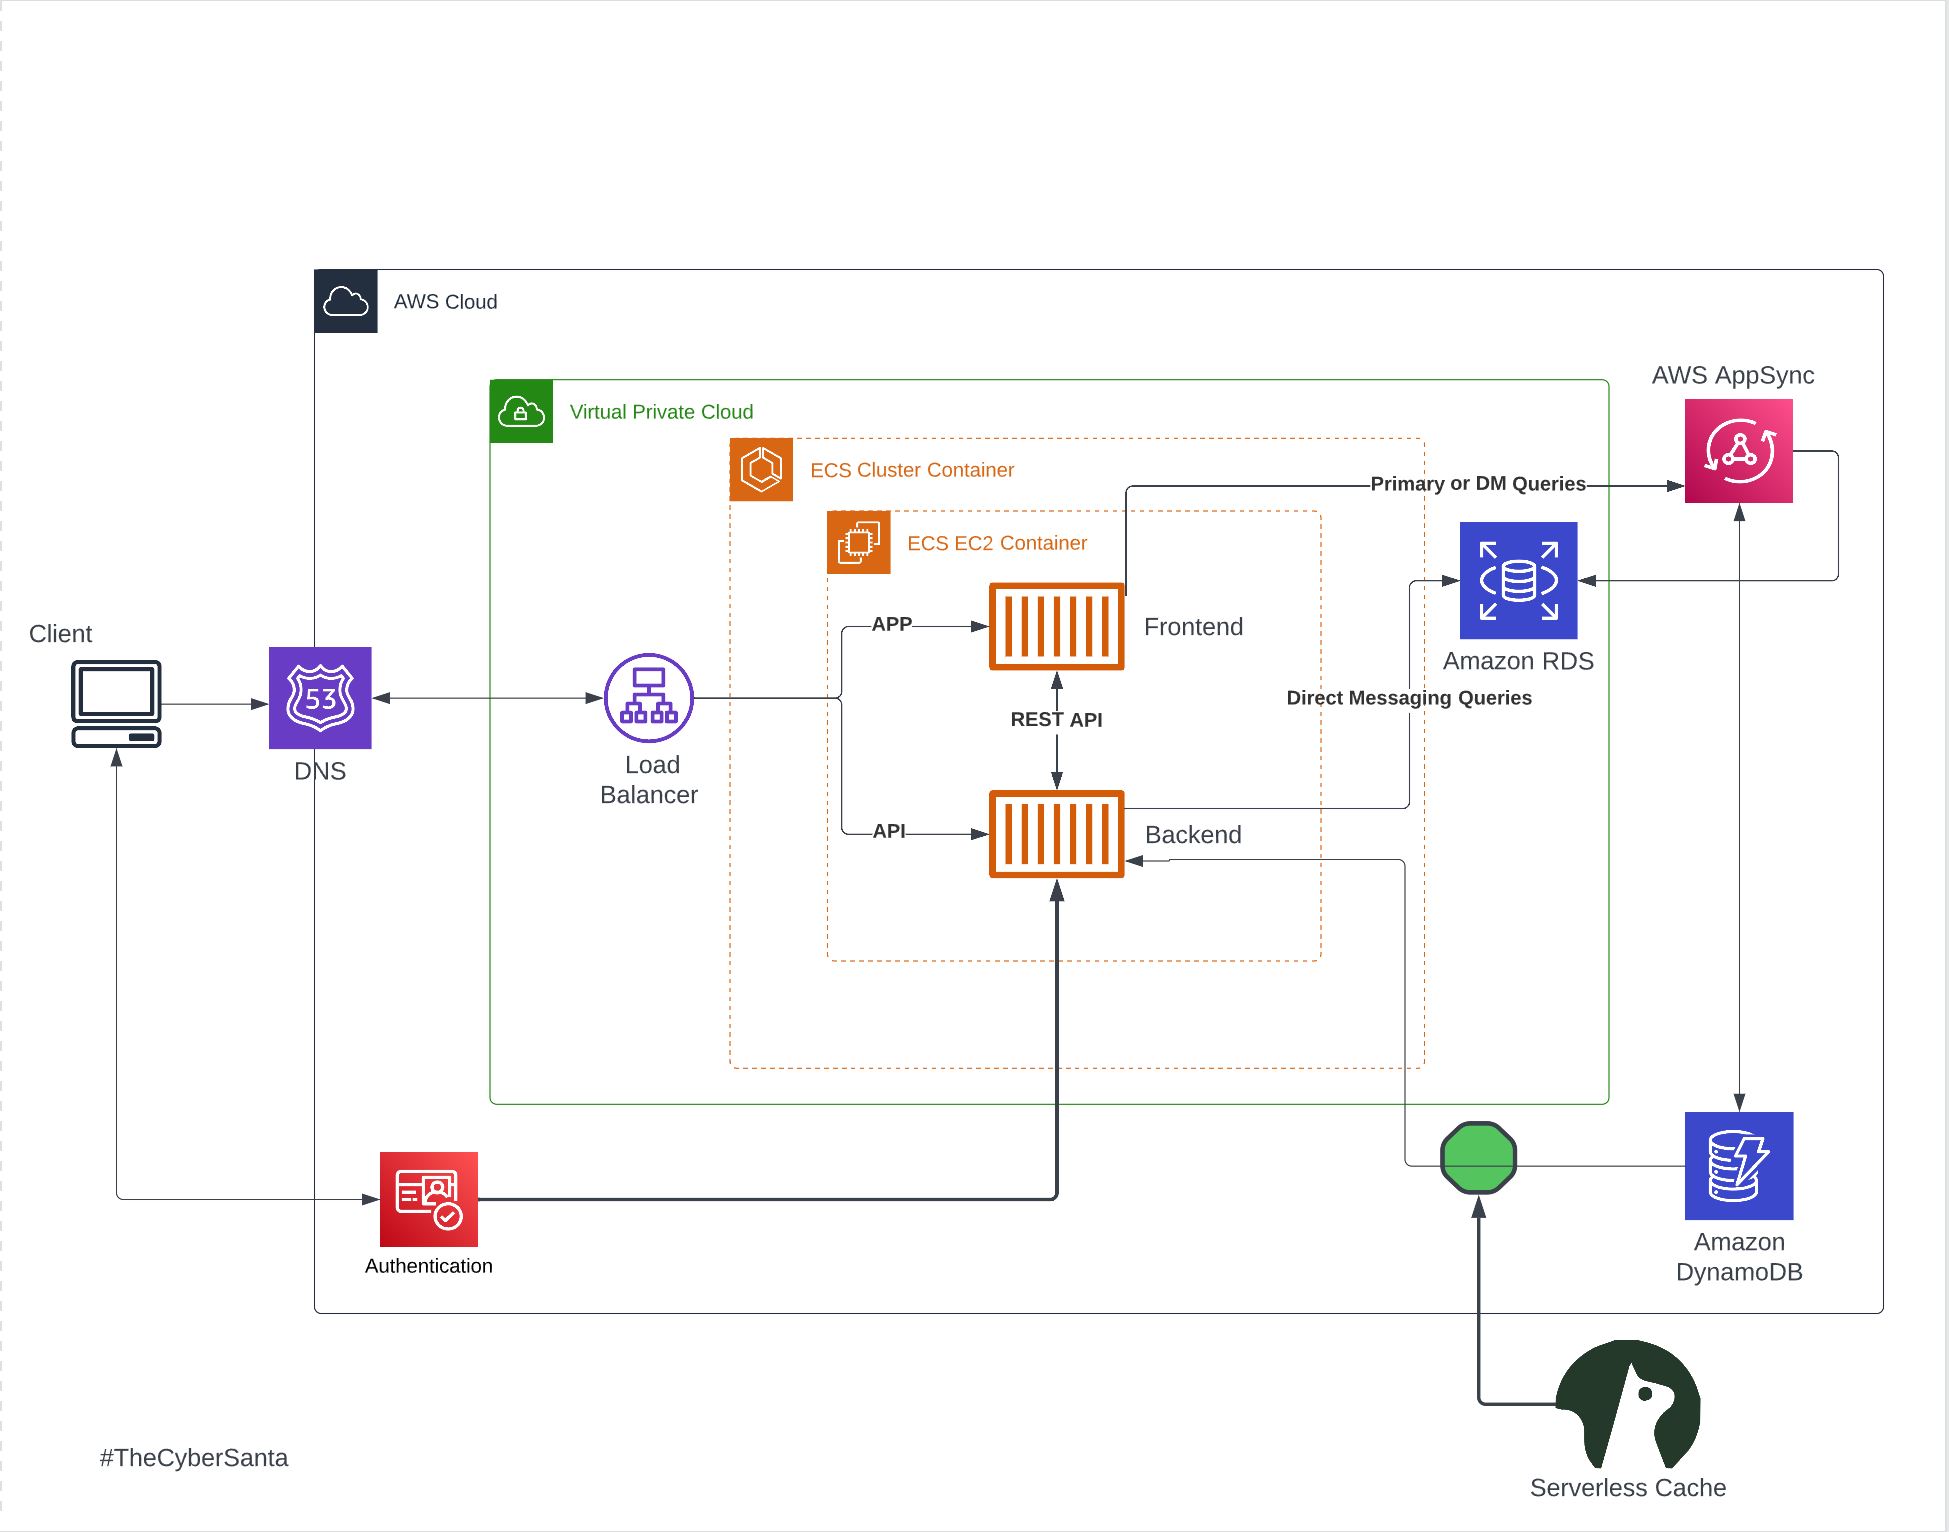 AWS Cloud
AWS AppSync
Virtual Private Cloud
ECS Cluster Container
Primary or DM Queries
ECS EC2 Container
APP
Frontend
Client
Amazon RDS
53
Direct Messaging Queries
REST API
DNS
Load
Balancer
API
Backend
Authentication
Amazon
DynamoDB
#TheCyberSanta
Serverless Cache